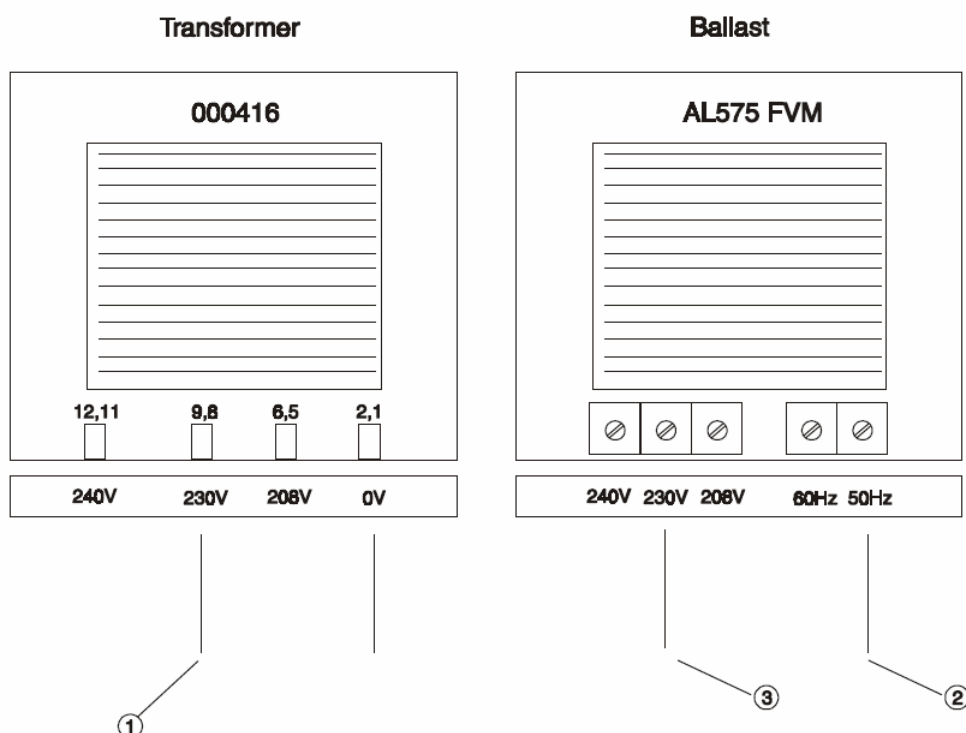 Transformer
Ballast
000416
AL575 FVM
12,11 9,8 6,5 2,1
240V 230V 208V 0V
240V 230V 208V 60Hz 50Hz
1
3
2